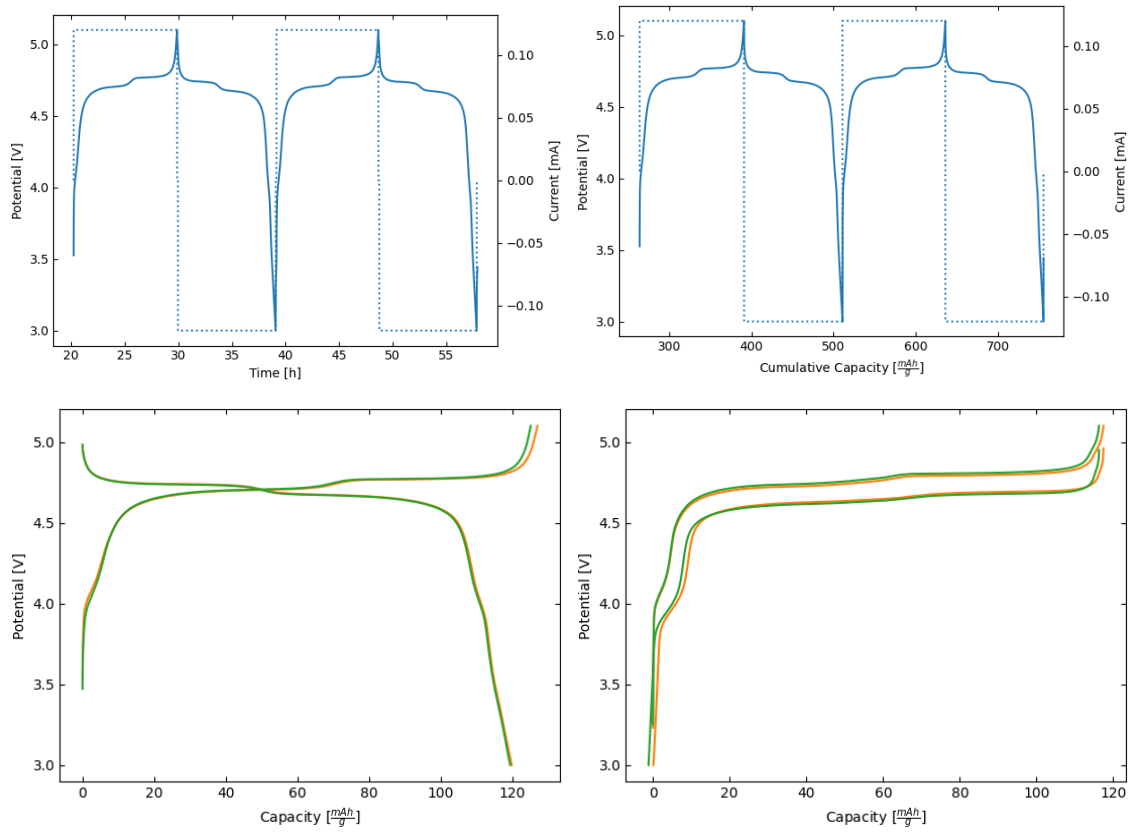 5.0
4.5
4.0
3.5
3.0
Potential [V]
0.10
0.05
0.00
−0.05
−0.10
Current [mA]
20 25 30 35 40 45 50 55
Time [h]
5.0
4.5
4.0
3.5
3.0
Potential [V]
0.10
0.05
0.00
−0.05
−0.10
Current [mA]
300 400 500 600 700
Cumulative Capacity [mAh/g]
5.0
4.5
4.0
3.5
3.0
Potential [V]
0 20 40 60 80 100 120
Capacity [mAh/g]
5.0
4.5
4.0
3.5
3.0
Potential [V]
0 20 40 60 80 100 120
Capacity [mAh/g]